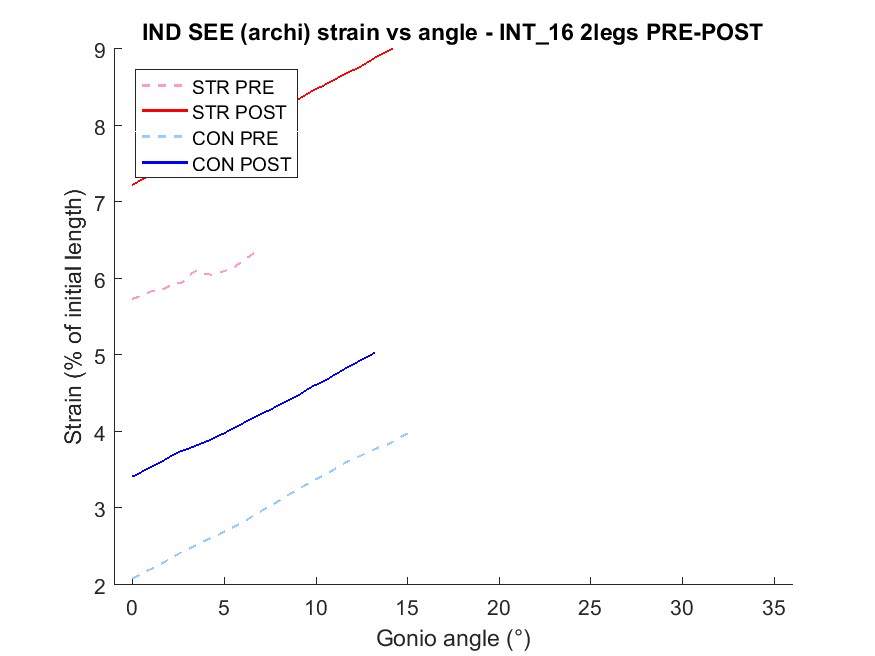 IND SEE (archi) strain vs angle - INT_16 2legs PRE-POST
STR PRE
STR POST
CON PRE
CON POST
Strain (% of initial length)
9
8
7
6
5
4
3
2
0 5 10 15 20 25 30 35
Gonio angle (°)